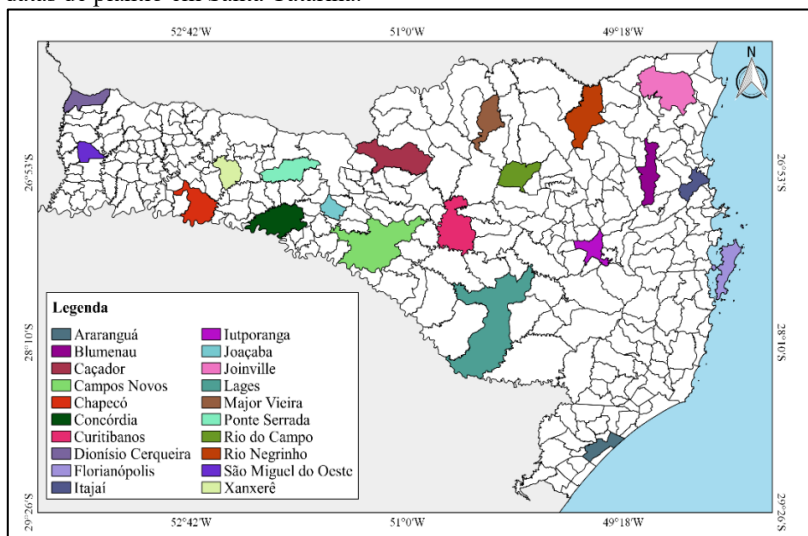 datas de plantio em Santa Catarina.
52°42'W 51°0'W 49°18'W
N
26°53'S 26°53'S
28°10'S 28°10'S
29°26'S 29°26'S
Legenda
Araranguá Iutporanga
Blumenau Joaçaba
Caçador Joinville
Campos Novos Lages
Chapecó Major Vieira
Concórdia Ponte Serrada
Curitibanos Rio do Campo
Dionísio Cerqueira Rio Negrinho
Florianópolis São Miguel do Oeste
Itajaí Xanxerê
52°42'W 51°0'W 49°18'W